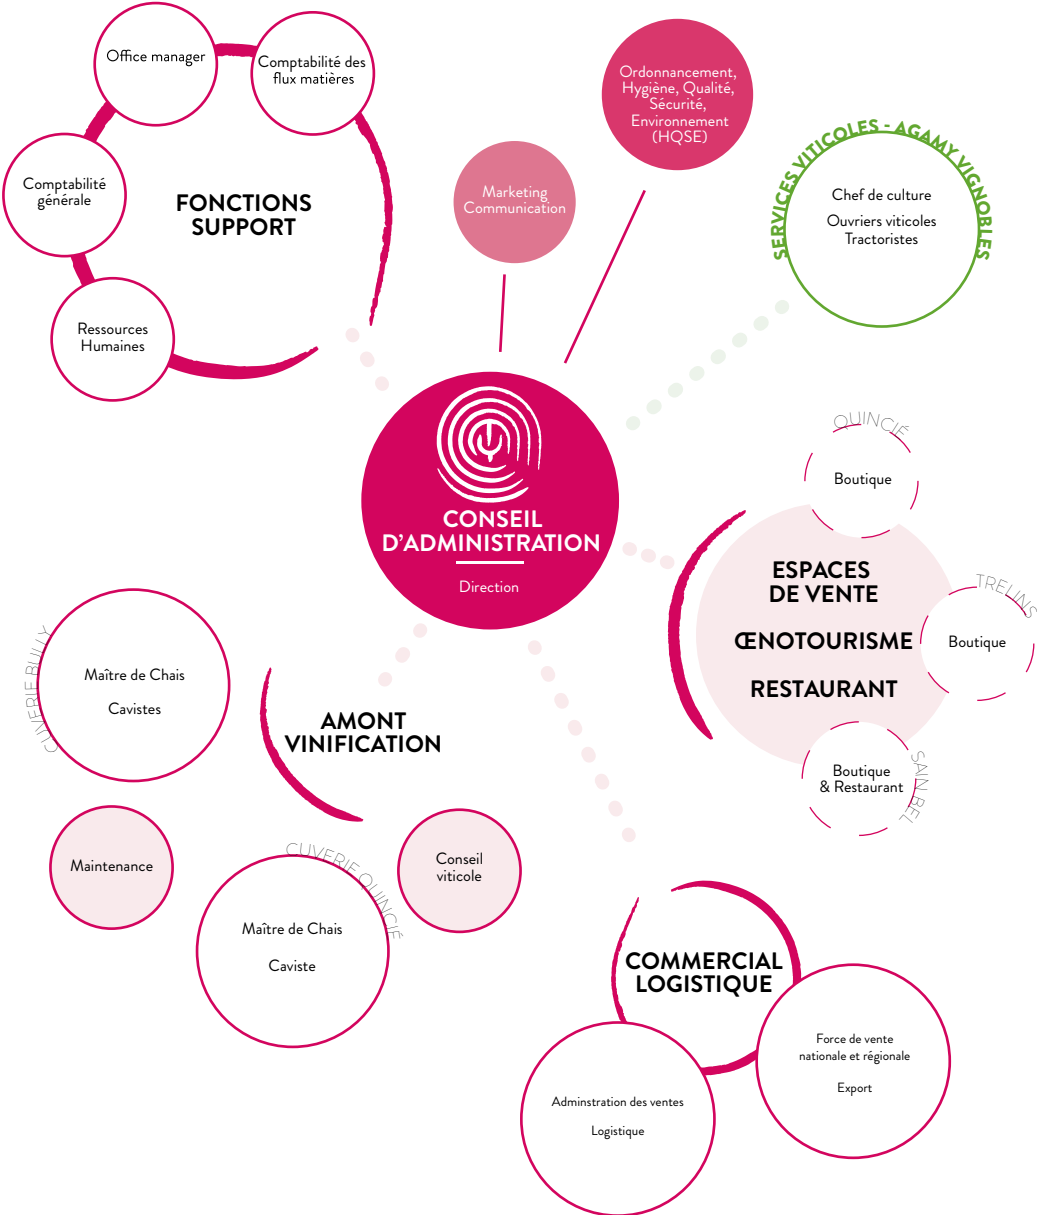 Office manager
Comptabilité des
flux matières
Comptabilité
générale
Ressources
Humaines
FONCTIONS
SUPPORT
Marketing
Communication
Ordonnancement,
Hygiène, Qualité,
Sécurité,
Environnement
(HQSE)
SERVICES VITICOLES - AGAMY VIGNOBLES
Chef de culture
Ouvriers viticoles
Tractoristes
CONSEIL
D'ADMINISTRATION
Direction
QUINCIÉ
Boutique
ESPACES
DE VENTE
ŒNOTOURISME
RESTAURANT
TRELINS
Boutique
SAIN BEL
Boutique
& Restaurant
CUVERIE BULLY
Maître de Chais
Cavistes
AMONT
VINIFICATION
Maintenance
CUVERIE QUINCIÉ
Maître de Chais
Caviste
Conseil
viticole
COMMERCIAL
LOGISTIQUE
Force de vente
nationale et régionale
Export
Adminstration des ventes
Logistique